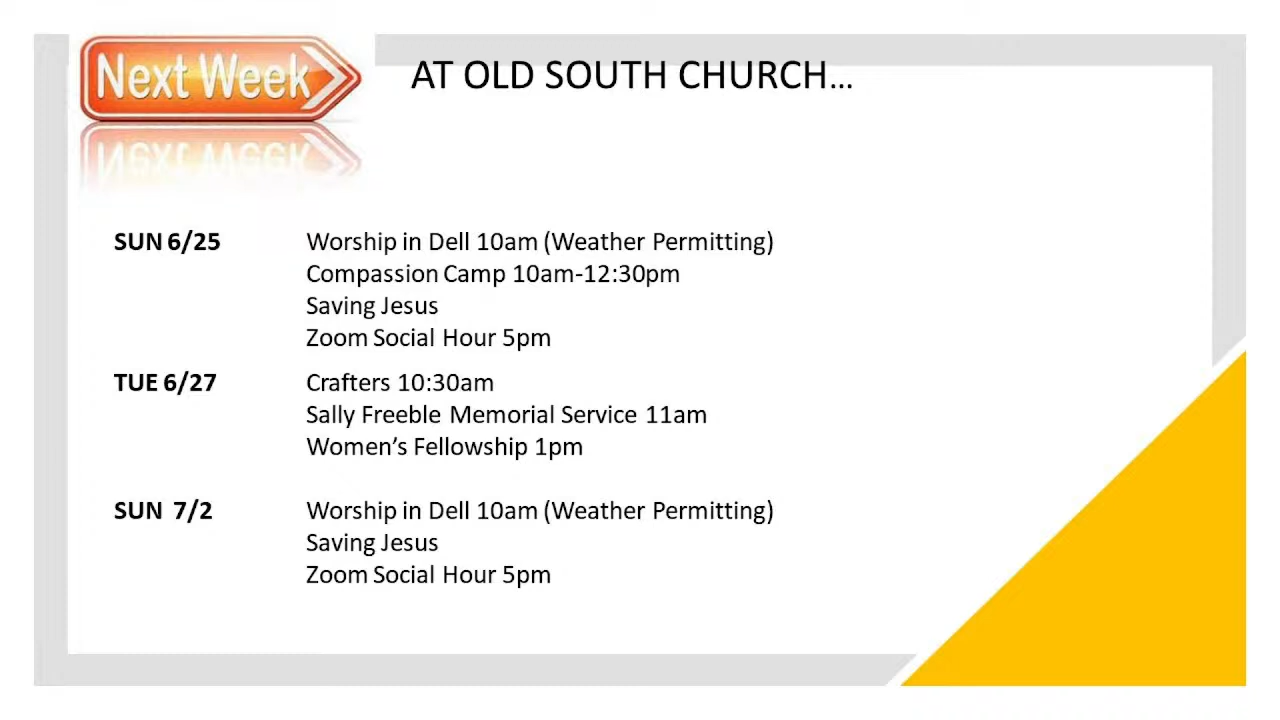 Next Week
AT OLD SOUTH CHURCH...
SUN 6/25 Worship in Dell 10am (Weather Permitting)
Compassion Camp 10am-12:30pm
Saving Jesus
Zoom Social Hour 5pm
TUE 6/27 Crafters 10:30am
Sally Freeble Memorial Service 11am
Women's Fellowship 1pm
SUN 7/2 Worship in Dell 10am (Weather Permitting)
Saving Jesus
Zoom Social Hour 5pm